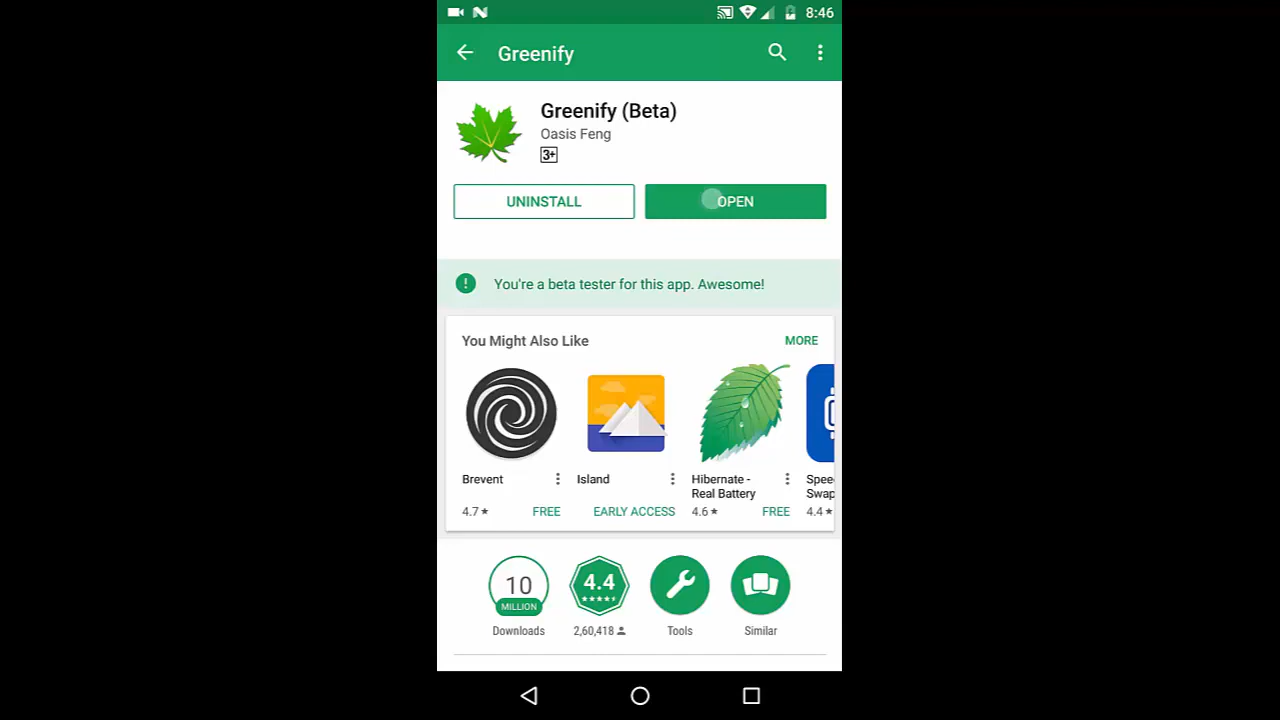 8:46
Greenify
Greenify (Beta)
Oasis Feng
3+
UNINSTALL
OPEN
You're a beta tester for this app. Awesome!
You Might Also Like
MORE
Brevent
Island
Hibernate -
Real Battery
Spee
Swap
4.7★
FREE
EARLY ACCESS
4.6★
FREE
4.4★
10
MILLION
4.4
Downloads
2,60,418
Tools
Similar